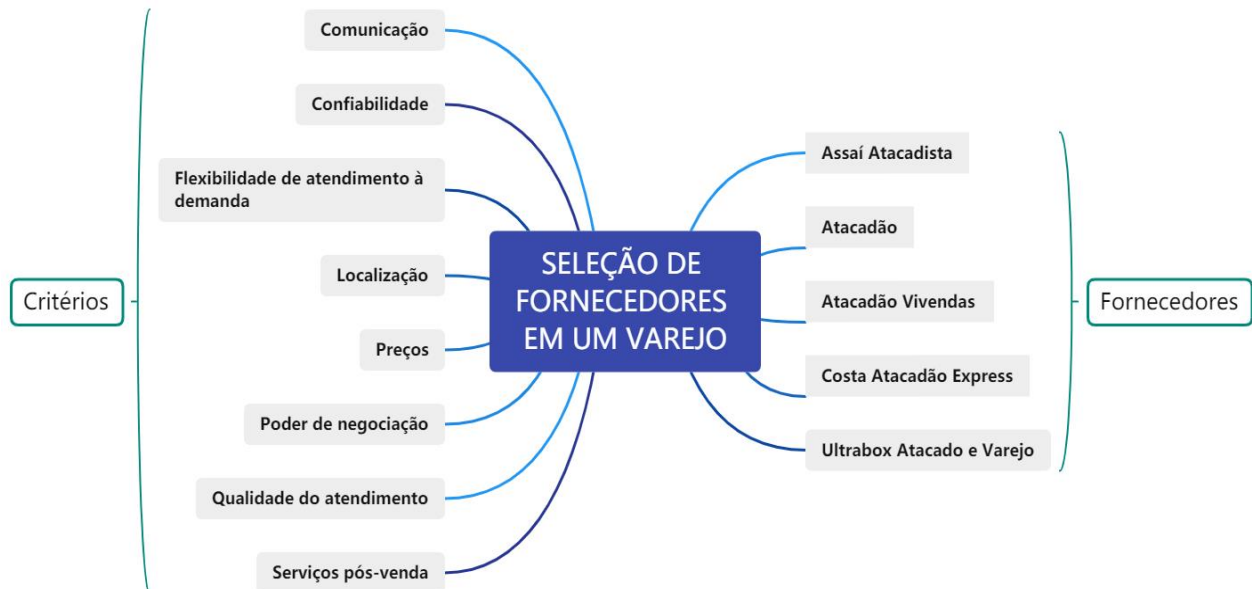 Critérios
Comunicação
Confiabilidade
Flexibilidade de atendimento à
demanda
Localização
Preços
Poder de negociação
Qualidade do atendimento
Serviços pós-venda
SELEÇÃO DE
FORNECEDORES
EM UM VAREJO
Assaí Atacadista
Atacadão
Atacadão Vivendas
Costa Atacadão Express
Ultrabox Atacado e Varejo
Fornecedores